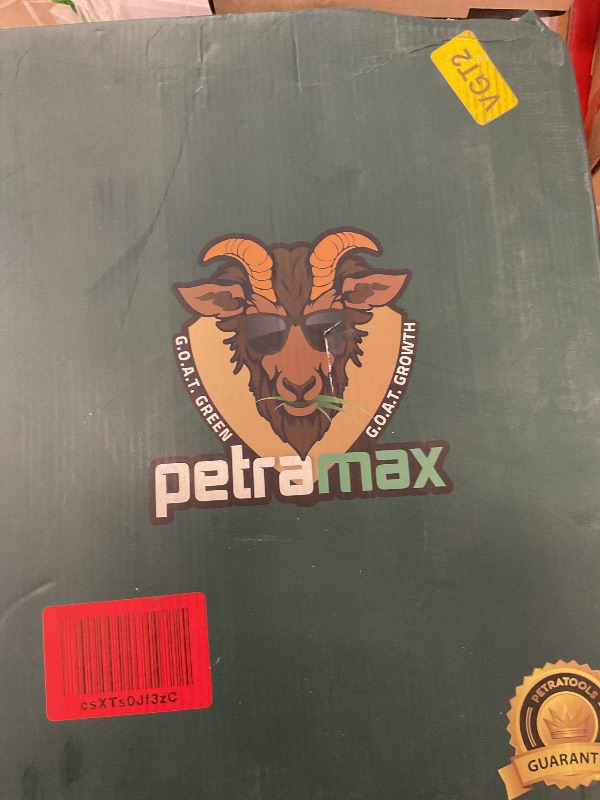 VGT2
G.O.A.T. GREEN
G.O.A.T. GROWTH
petramax
csXTs0Jf3zC
PETRATOOLS
GUARANT